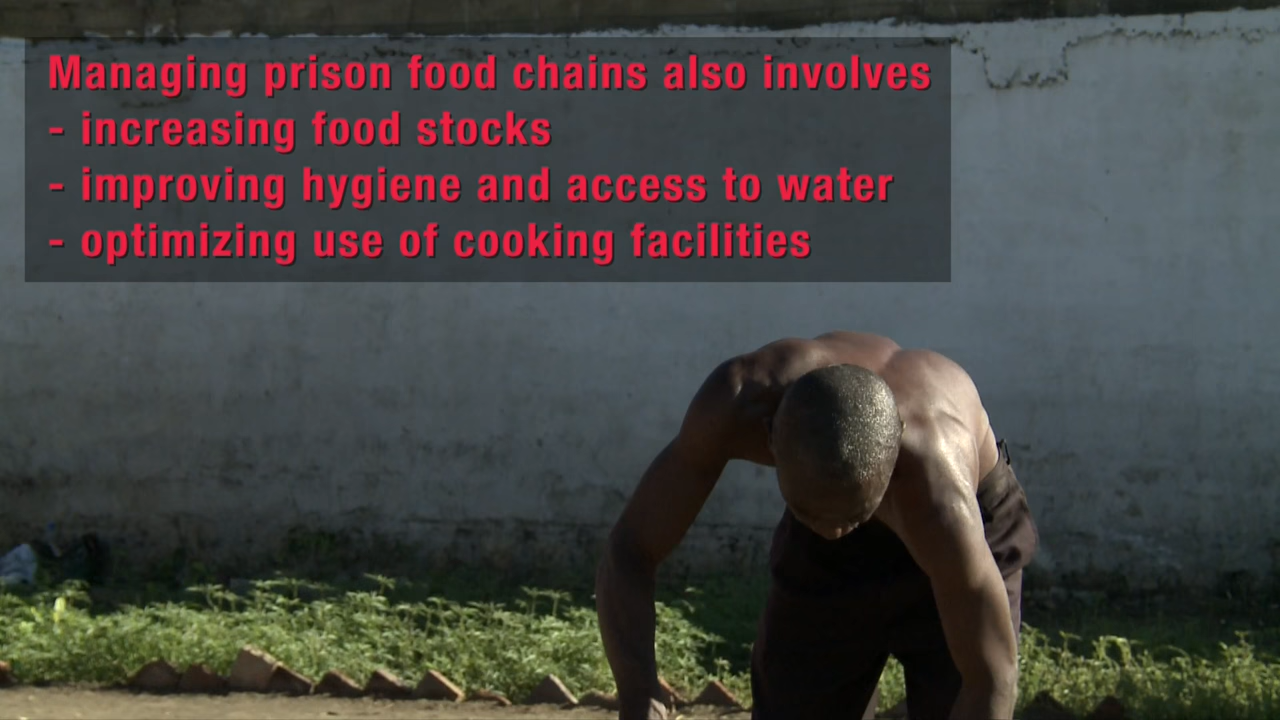 Managing prison food chains also involves
- increasing food stocks
- improving hygiene and access to water
- optimizing use of cooking facilities